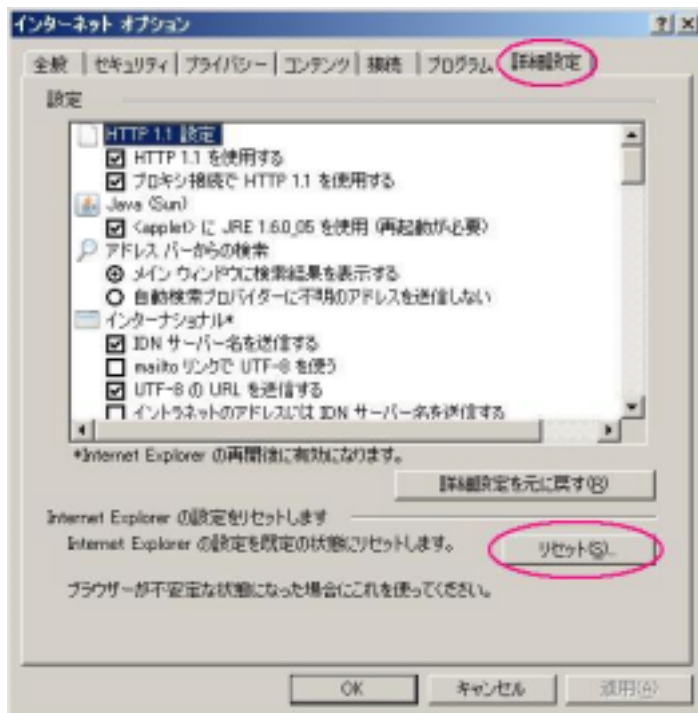 インターネット オプション
全般 セキュリティ プライバシー コンテンツ 接続 プログラム 詳細設定
設定
HTTP 1.1 設定
HTTP 1.1 を使用する
プロキシ接続で HTTP 1.1 を使用する
Java (Sun)
<applet> に JRE 1.6.0_05 を使用 (再起動が必要)
アドレス バーからの検索
メイン ウィンドウに検索結果を表示する
自動検索プロバイダーに不明のアドレスを送信しない
インターナショナル*
IDN サーバー名を送信する
mailto リンクで UTF-8 を使う
UTF-8 の URL を送信する
イントラネットのアドレスには IDN サーバー名を送信する
*Internet Explorer の再開後に有効になります。
詳細設定を元に戻す(R)
Internet Explorer の設定をリセットします
Internet Explorer の設定を既定の状態にリセットします。
リセット(S)...
ブラウザーが不安定な状態になった場合にこれを使ってください。
OK キャンセル 適用(A)